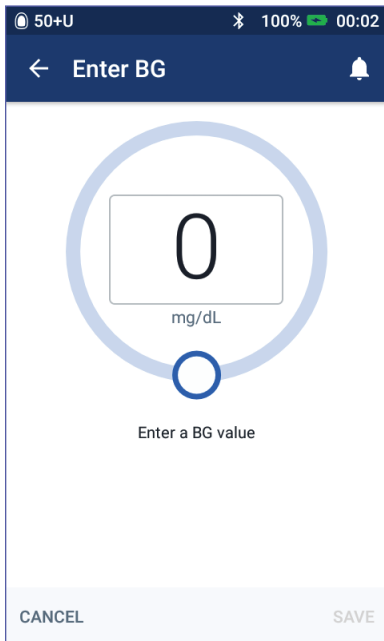 50+U 100% 00:02
Enter BG
0
mg/dL
Enter a BG value
CANCEL SAVE